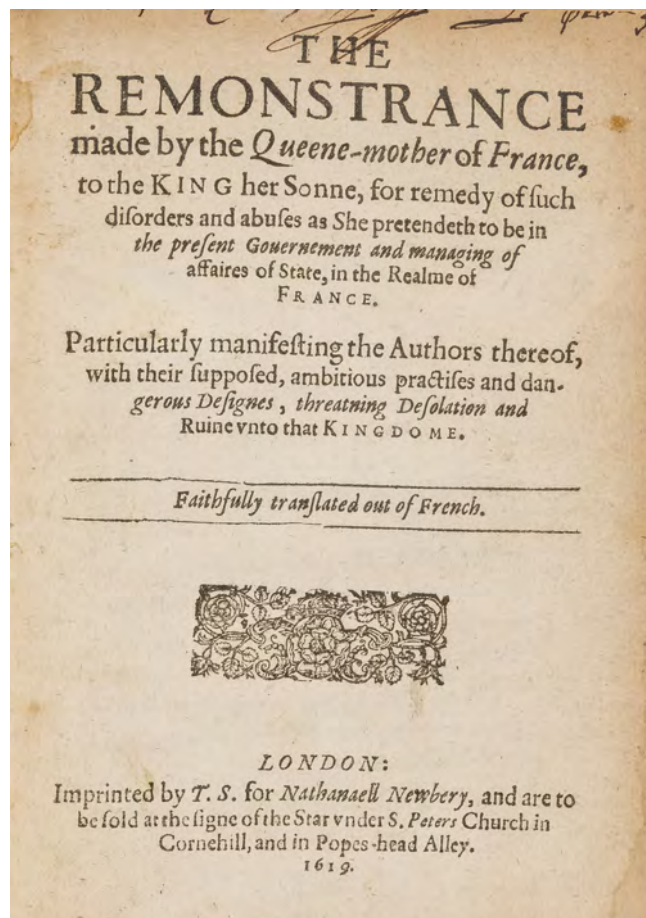 THE
REMONSTRANCE
made by the Queene-mother of France,
to the KING her Sonne, for remedy of ſuch
diſorders and abuſes as She pretendeth to be in
the preſent Gouernement and managing of
affaires of State, in the Realme of
FRANCE.
Particularly manifeſting the Authors thereof,
with their ſuppoſed, ambitious practiſes and dan-
gerous Deſignes, threatning Deſolation and
Ruine vnto that KINGDOME.
Faithfully tranſlated out of French.
LONDON:
Imprinted by T. S. for Nathanaell Newbery, and are to
be ſold at the ſigne of the Star vnder S. Peters Church in
Cornehill, and in Popes-head Alley.
1619.